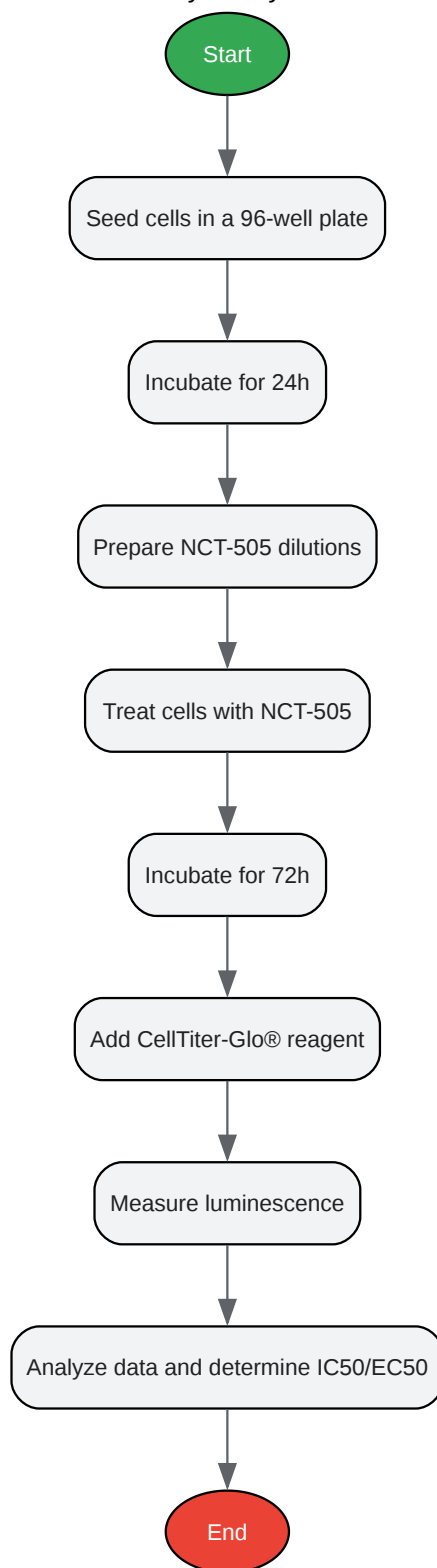 Start
Seed cells in a 96-well plate
Incubate for 24h
Prepare NCT-505 dilutions
Treat cells with NCT-505
Incubate for 72h
Add CellTiter-Glo® reagent
Measure luminescence
Analyze data and determine IC50/EC50
End